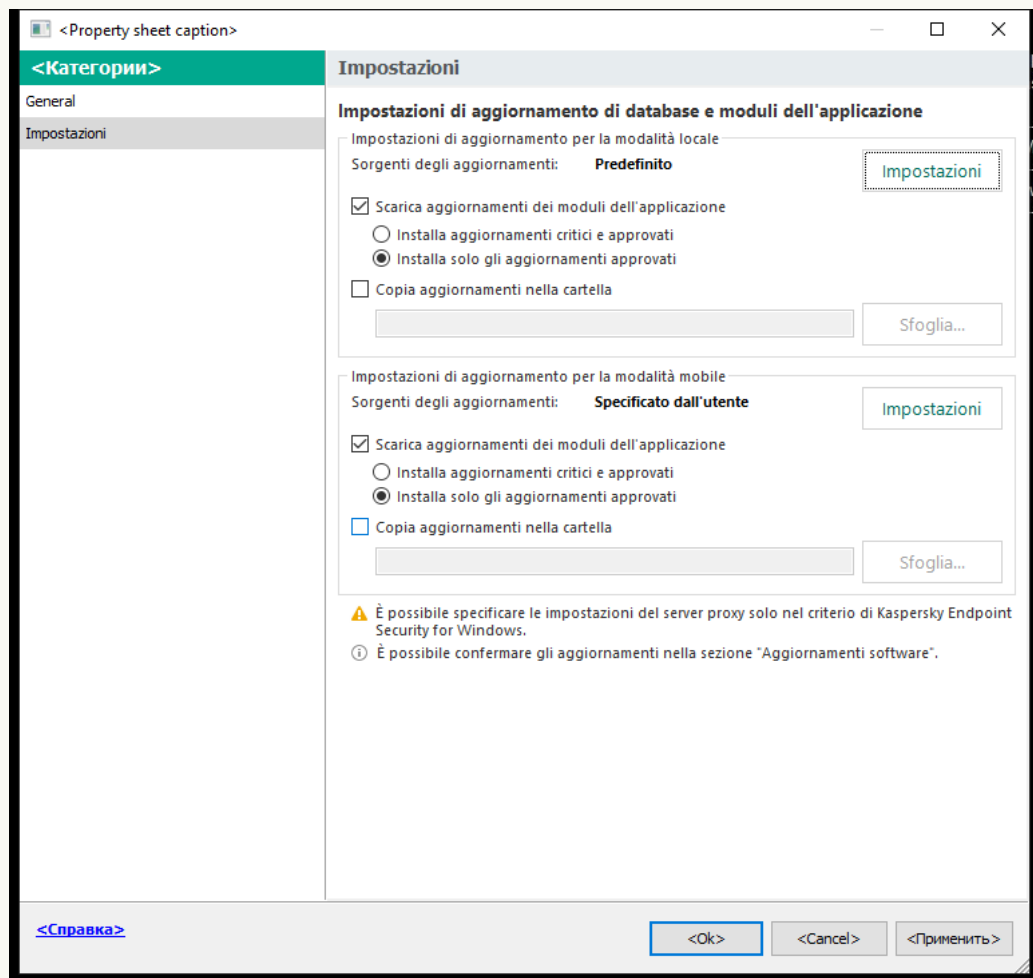 <Property sheet caption>
<Категории>
General
Impostazioni
Impostazioni
Impostazioni di aggiornamento di database e moduli dell'applicazione
Impostazioni di aggiornamento per la modalità locale
Sorgenti degli aggiornamenti: Predefinito
Impostazioni
Scarica aggiornamenti dei moduli dell'applicazione
Installa aggiornamenti critici e approvati
Installa solo gli aggiornamenti approvati
Copia aggiornamenti nella cartella
Sfoglia...
Impostazioni di aggiornamento per la modalità mobile
Sorgenti degli aggiornamenti: Specificato dall'utente
Impostazioni
Scarica aggiornamenti dei moduli dell'applicazione
Installa aggiornamenti critici e approvati
Installa solo gli aggiornamenti approvati
Copia aggiornamenti nella cartella
Sfoglia...
È possibile specificare le impostazioni del server proxy solo nel criterio di Kaspersky Endpoint
Security for Windows.
È possibile confermare gli aggiornamenti nella sezione "Aggiornamenti software".
<Справка>
<Ok> <Cancel> <Применить>